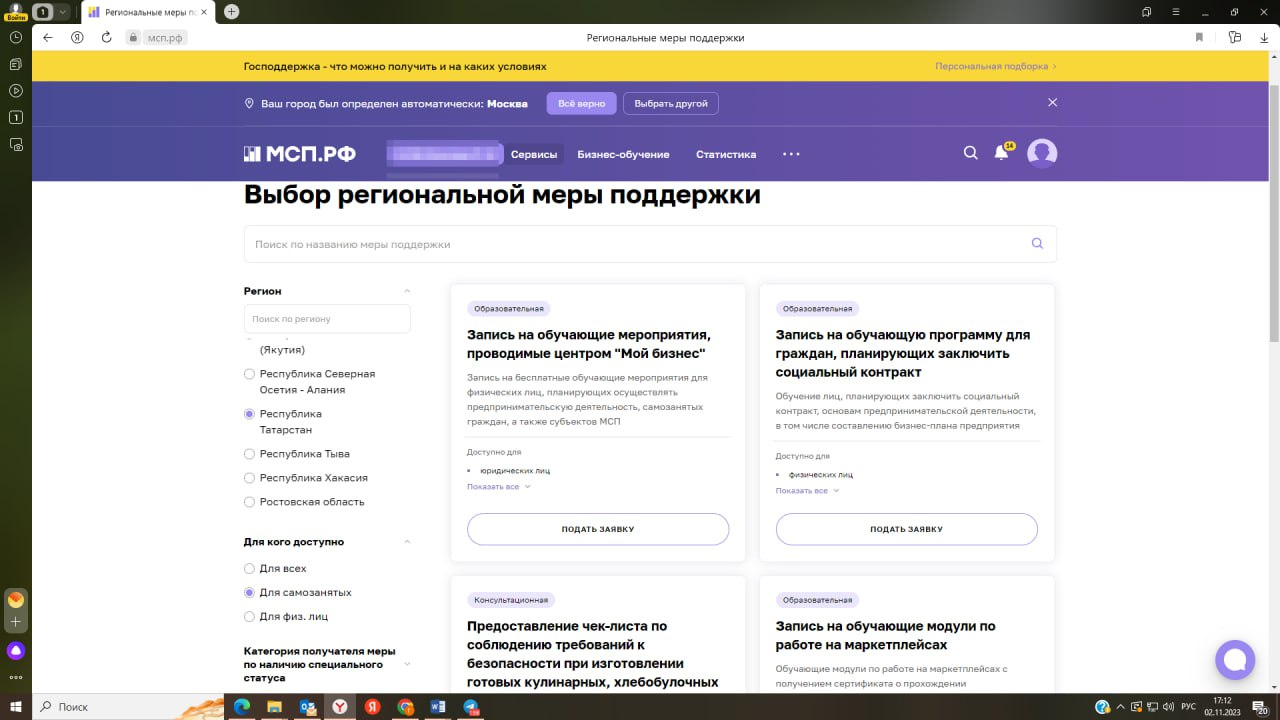 Войти
1
Региональные меры п
мсп.рф
Региональные меры поддержки
Господдержка - что можно получить и на каких условиях
Персональная подборка
Ваш город был определен автоматически: Москва
Всё верно
Выбрать другой
1
МСП.РФ
Сервисы
Бизнес-обучение
Статистика
14
Выбор региональной меры поддержки
Поиск по названию меры поддержки
Регион
Поиск по региону
(Якутия)
Республика Северная
Осетия - Алания
Республика
Татарстан
Республика Тыва
Республика Хакасия
Ростовская область
Для кого доступно
Для всех
Для самозанятых
Для физ. лиц
Категория получателя меры
по наличию специального
статуса
Образовательная
Запись на обучающие мероприятия,
проводимые центром "Мой бизнес"
Запись на бесплатные обучающие мероприятия для
физических лиц, планирующих осуществлять
предпринимательскую деятельность, самозанятых
граждан, а также субъектов МСП
Доступно для
юридических лиц
Показать все
ПОДАТЬ ЗАЯВКУ
Образовательная
Запись на обучающую программу для
граждан, планирующих заключить
социальный контракт
Обучение лиц, планирующих заключить социальный
контракт, основам предпринимательской деятельности,
в том числе составлению бизнес-плана предприятия
Доступно для
физических лиц
Показать все
ПОДАТЬ ЗАЯВКУ
Консультационная
Предоставление чек-листа по
соблюдению требований к
безопасности при изготовлении
готовых кулинарных, хлебобулочных
Образовательная
Запись на обучающие модули по
работе на маркетплейсах
Обучающие модули по работе на маркетплейсах с
получением сертификата о прохождении
Поиск
РУС
17:12
02.11.2023
20